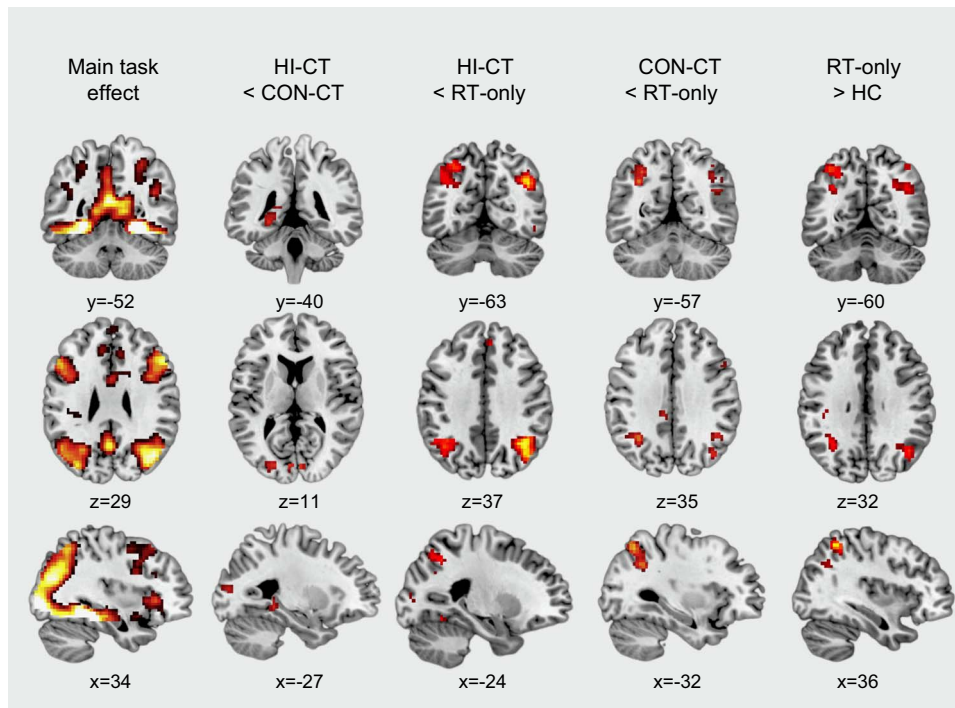 Main task
effect
HI-CT
< CON-CT
HI-CT
< RT-only
CON-CT
< RT-only
RT-only
> HC
y=-52
y=-40
y=-63
y=-57
y=-60
z=29
z=11
z=37
z=35
z=32
x=34
x=-27
x=-24
x=-32
x=36